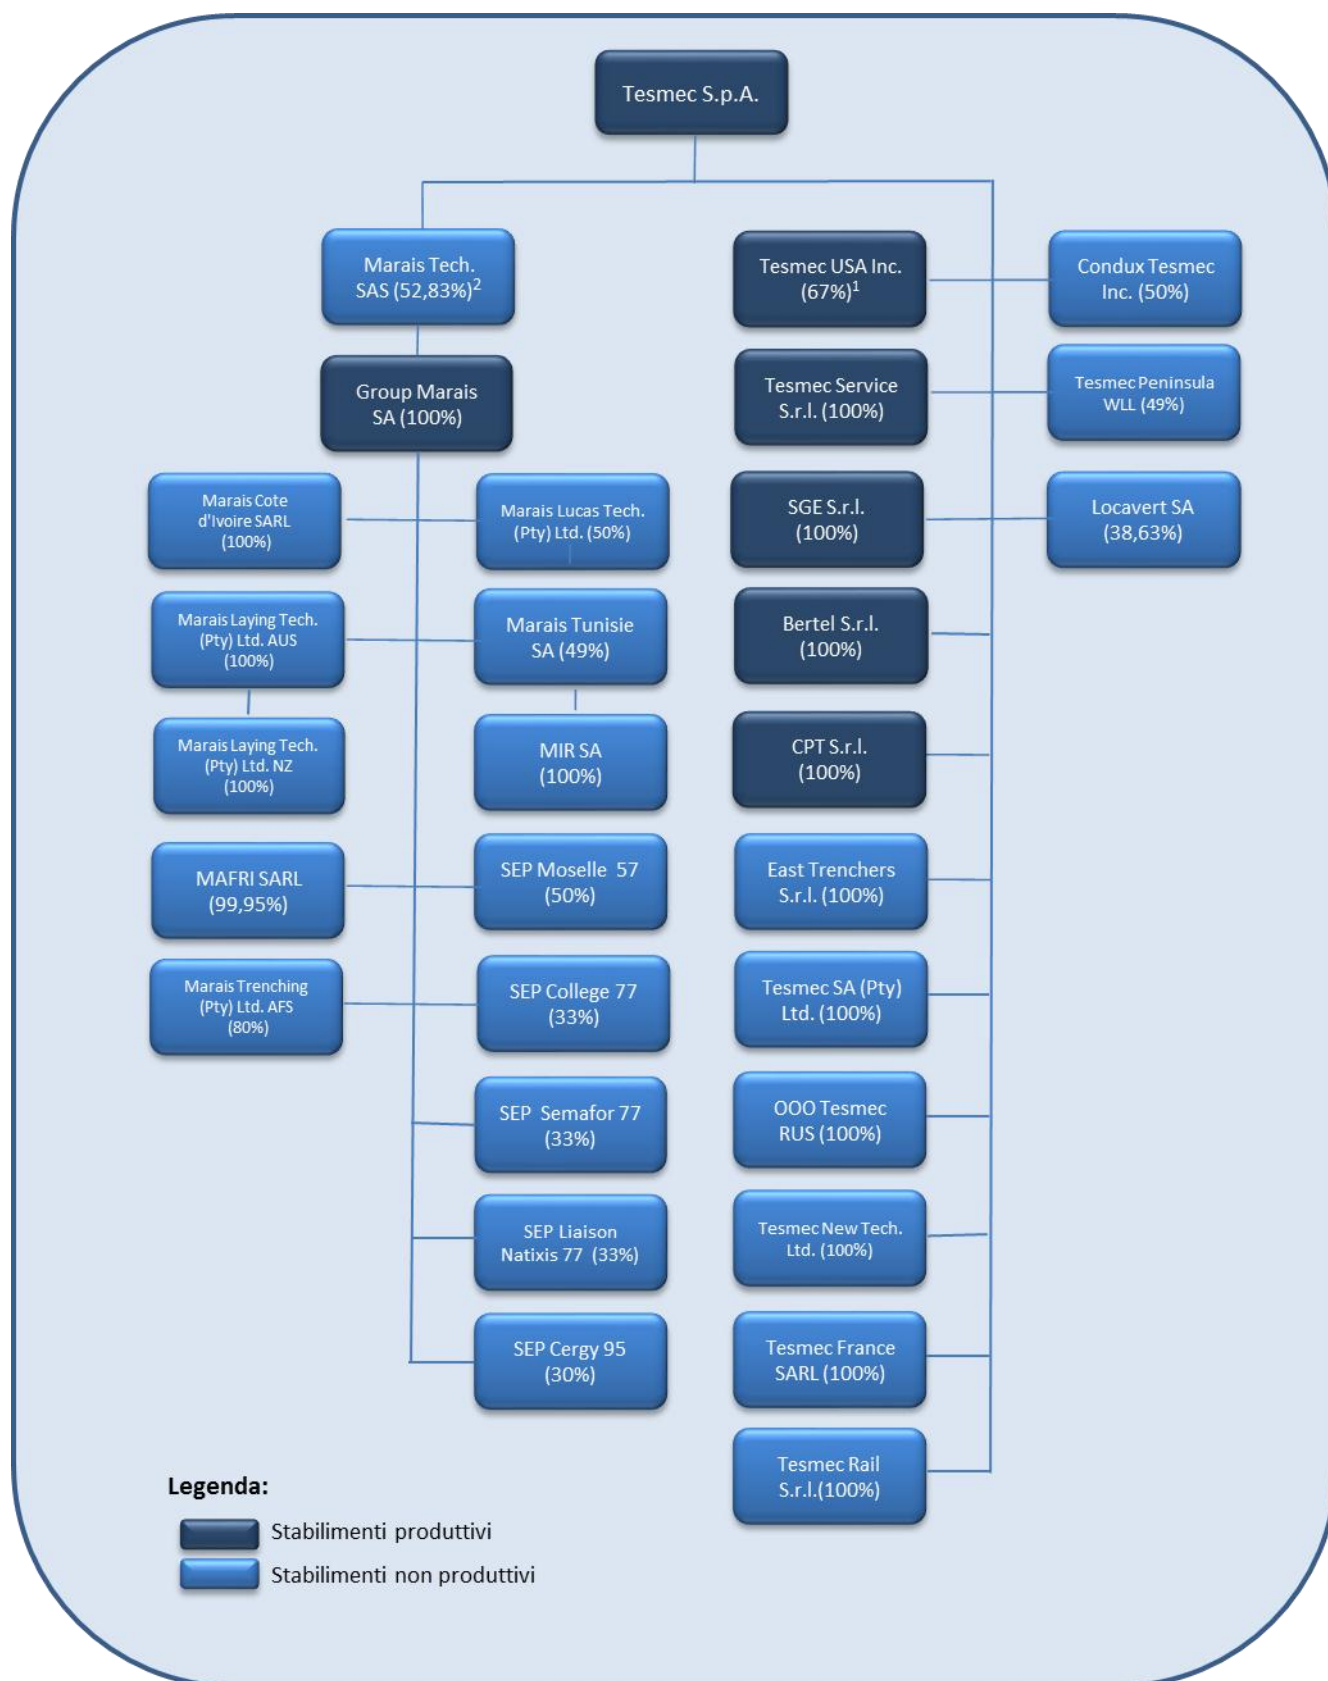 Tesmec S.p.A.
Marais Tech.
SAS (52,83%)2
Tesmec USA Inc.
(67%)1
Condux Tesmec
Inc. (50%)
Group Marais
SA (100%)
Tesmec Service
S.r.l. (100%)
Tesmec Peninsula
WLL (49%)
Marais Cote
d'Ivoire SARL
(100%)
Marais Lucas Tech.
(Pty) Ltd. (50%)
SGE S.r.l.
(100%)
Locavert SA
(38,63%)
Marais Laying Tech.
(Pty) Ltd. AUS
(100%)
Marais Tunisie
SA (49%)
Bertel S.r.l.
(100%)
Marais Laying Tech.
(Pty) Ltd. NZ
(100%)
MIR SA
(100%)
CPT S.r.l.
(100%)
MAFRI SARL
(99,95%)
SEP Moselle 57
(50%)
East Trenchers
S.r.l. (100%)
Marais Trenching
(Pty) Ltd. AFS
(80%)
SEP College 77
(33%)
Tesmec SA (Pty)
Ltd. (100%)
SEP Semafor 77
(33%)
OOO Tesmec
RUS (100%)
SEP Liaison
Natixis 77 (33%)
Tesmec New Tech.
Ltd. (100%)
SEP Cergy 95
(30%)
Tesmec France
SARL (100%)
Tesmec Rail
S.r.l.(100%)
Legenda:
Stabilimenti produttivi
Stabilimenti non produttivi